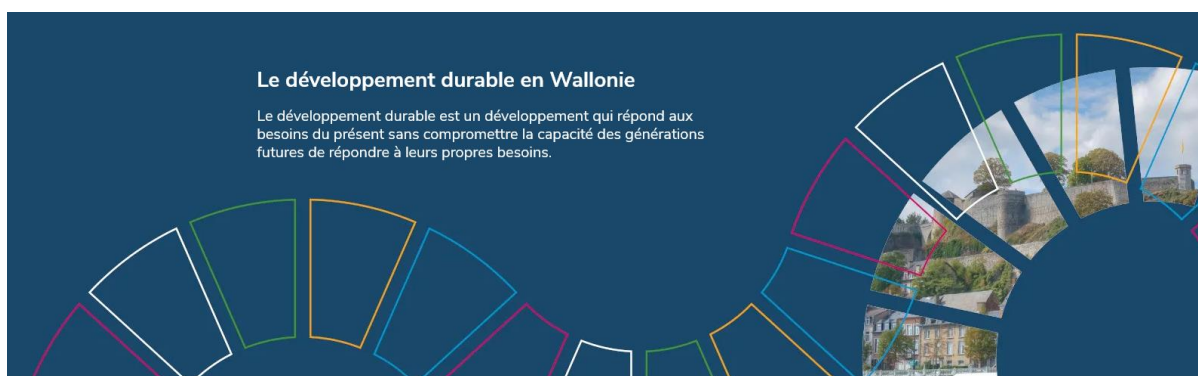 Le développement durable en Wallonie
Le développement durable est un développement qui répond aux
besoins du présent sans compromettre la capacité des générations
futures de répondre à leurs propres besoins.